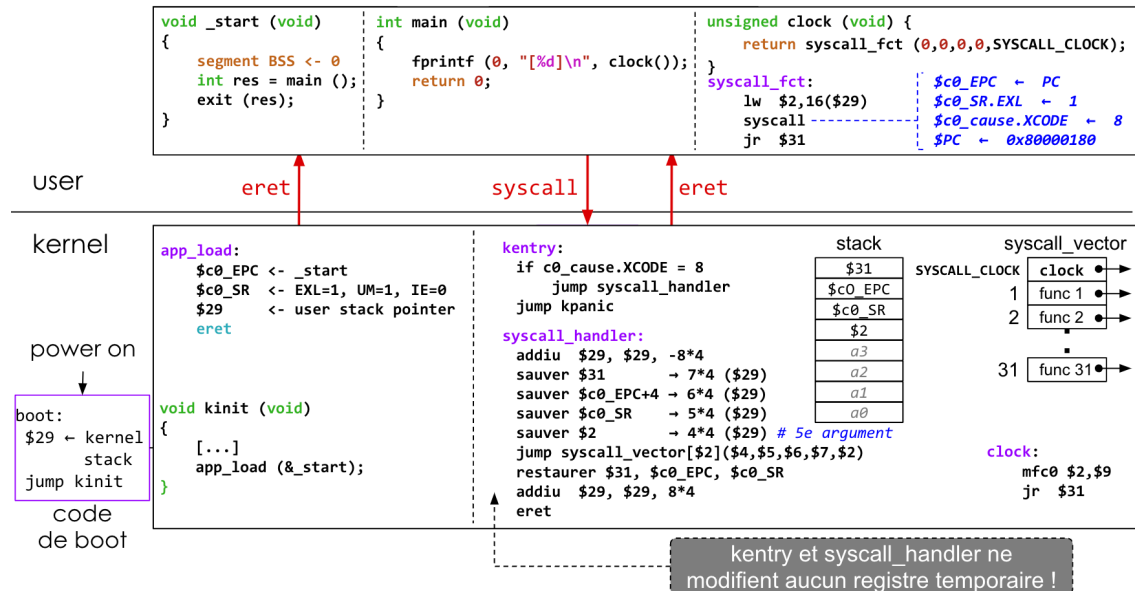 void _start (void)
{
segment BSS <- 0
int res = main ();
exit (res);
}
int main (void)
{
fprintf (0, "[%d]\n", clock());
return 0;
}
unsigned clock (void) {
return syscall_fct (0,0,0,0,SYSCALL_CLOCK);
}
syscall_fct:
lw $2,16($29)
syscall
jr $31
$c0_EPC ← PC
$c0_SR.EXL ← 1
$c0_cause.XCODE ← 8
$PC ← 0x80000180
user
eret
syscall
eret
kernel
app_load:
$c0_EPC <- _start
$c0_SR <- EXL=1, UM=1, IE=0
$29 <- user stack pointer
eret
power on
boot:
$29 ← kernel
stack
jump kinit
code
de boot
void kinit (void)
{
[...]
app_load (&_start);
}
kentry:
if c0_cause.XCODE = 8
jump syscall_handler
jump kpanic
syscall_handler:
addiu $29, $29, -8*4
sauver $31 → 7*4 ($29)
sauver $c0_EPC+4 → 6*4 ($29)
sauver $c0_SR → 5*4 ($29)
sauver $2 → 4*4 ($29) # 5e argument
jump syscall_vector[$2]($4,$5,$6,$7,$2)
restaurer $31, $c0_EPC, $c0_SR
addiu $29, $29, 8*4
eret
stack
$31
$cO_EPC
$c0_SR
$2
a3
a2
a1
a0
syscall_vector
SYSCALL_CLOCK clock
1 func 1
2 func 2
31 func 31
clock:
mfc0 $2,$9
jr $31
kentry et syscall_handler ne
modifient aucun registre temporaire !